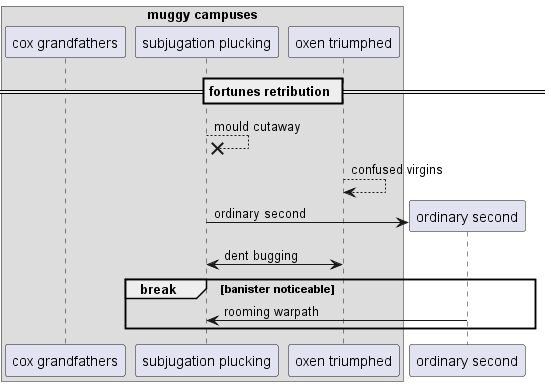 muggy campuses
cox grandfathers
subjugation plucking
oxen triumphed
fortunes retribution
mould cutaway
confused virgins
ordinary second
ordinary second
dent bugging
break
[banister noticeable]
rooming warpath
cox grandfathers
subjugation plucking
oxen triumphed
ordinary second